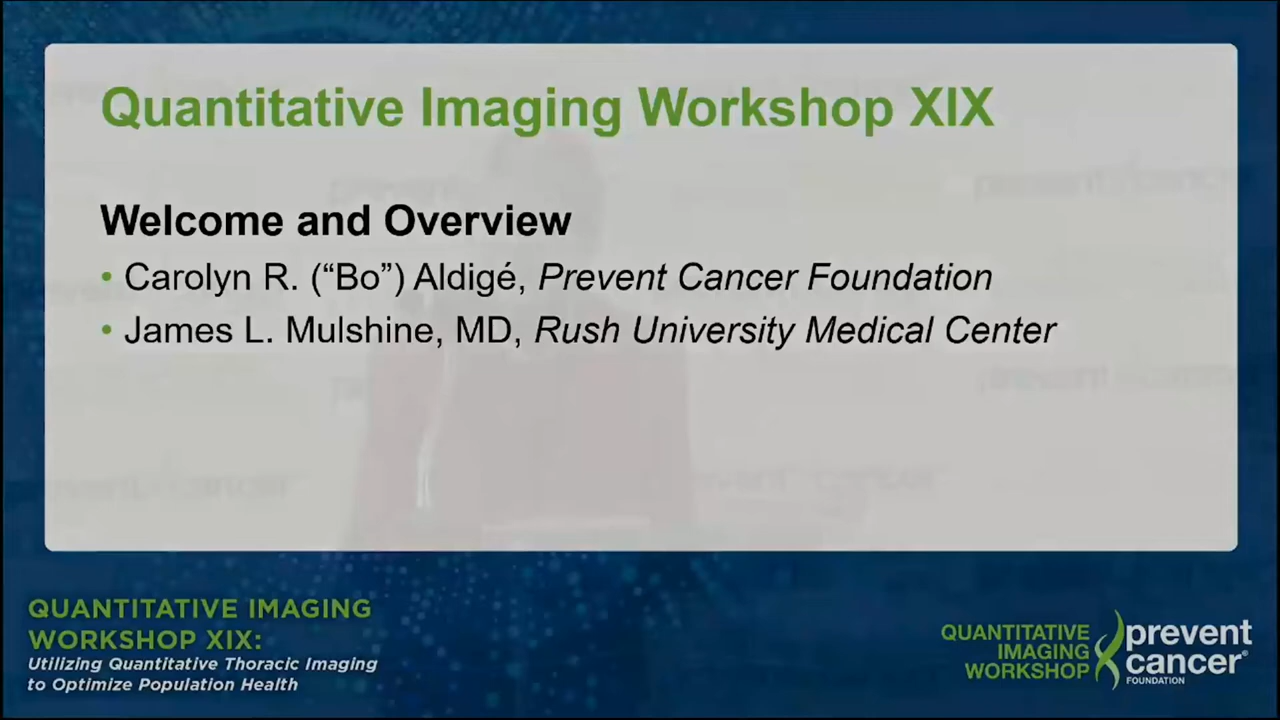 Quantitative Imaging Workshop XIX
Welcome and Overview
• Carolyn R. (“Bo”) Aldigé, Prevent Cancer Foundation
• James L. Mulshine, MD, Rush University Medical Center
QUANTITATIVE IMAGING
WORKSHOP XIX:
Utilizing Quantitative Thoracic Imaging
to Optimize Population Health
QUANTITATIVE
IMAGING
WORKSHOP
prevent
cancer®
FOUNDATION